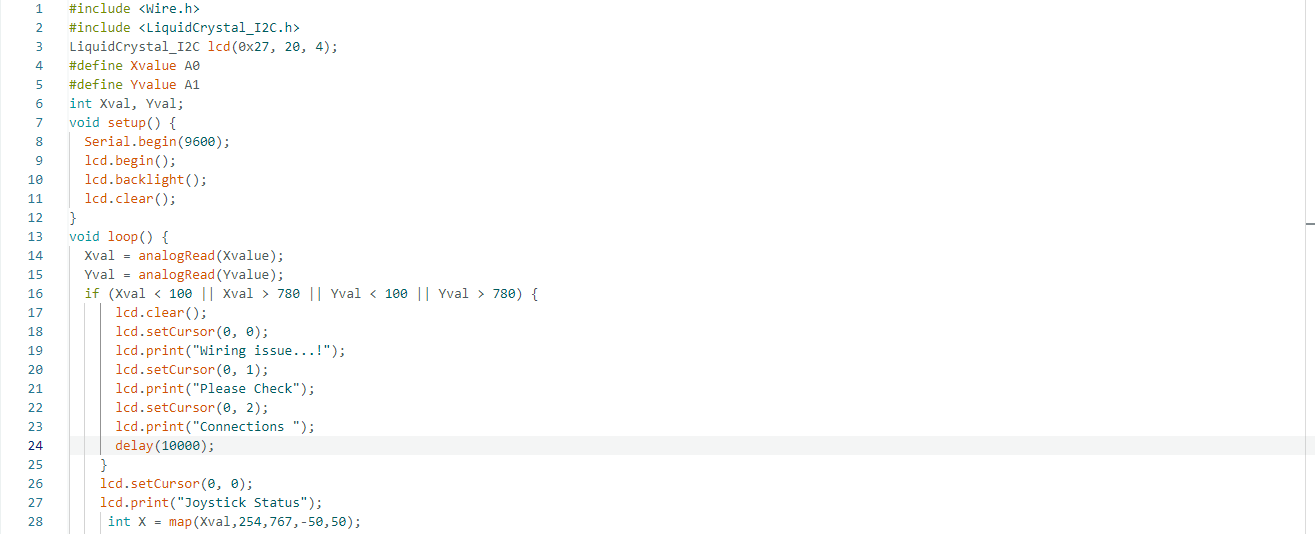 1 #include <Wire.h>
2 #include <LiquidCrystal_I2C.h>
3 LiquidCrystal_I2C lcd(0x27, 20, 4);
4 #define Xvalue A0
5 #define Yvalue A1
6 int Xval, Yval;
7 void setup() {
8 Serial.begin(9600);
9 lcd.begin();
10 lcd.backlight();
11 lcd.clear();
12 }
13 void loop() {
14 Xval = analogRead(Xvalue);
15 Yval = analogRead(Yvalue);
16 if (Xval < 100 || Xval > 780 || Yval < 100 || Yval > 780) {
17 lcd.clear();
18 lcd.setCursor(0, 0);
19 lcd.print("Wiring issue...!");
20 lcd.setCursor(0, 1);
21 lcd.print("Please Check");
22 lcd.setCursor(0, 2);
23 lcd.print("Connections ");
24 delay(10000);
25 }
26 lcd.setCursor(0, 0);
27 lcd.print("Joystick Status");
28 int X = map(Xval,254,767,-50,50);